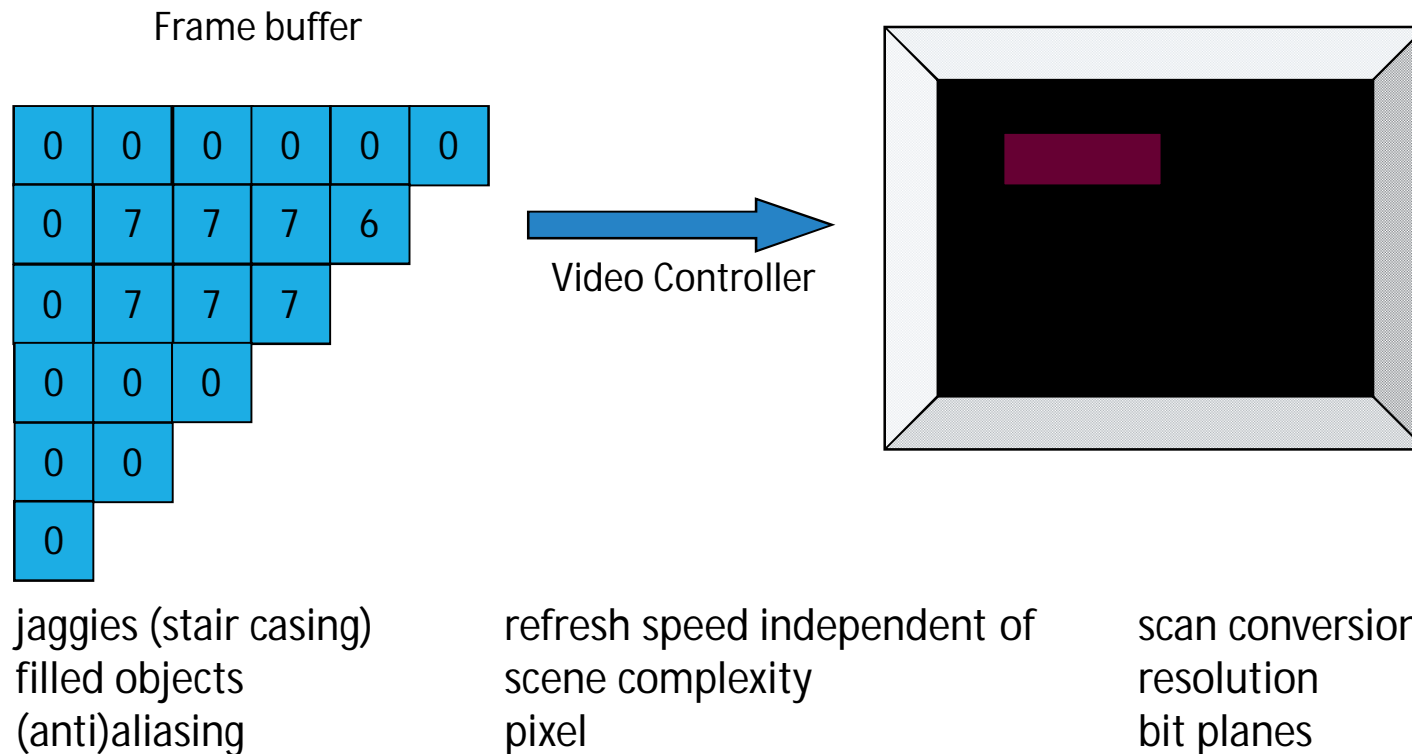 Frame buffer
0 0 0 0 0 0
0 7 7 7 6
0 7 7 7
0 0 0
0 0
0
Video Controller
jaggies (stair casing)
filled objects
(anti)aliasing
refresh speed independent of
scene complexity
pixel
scan conversion
resolution
bit planes